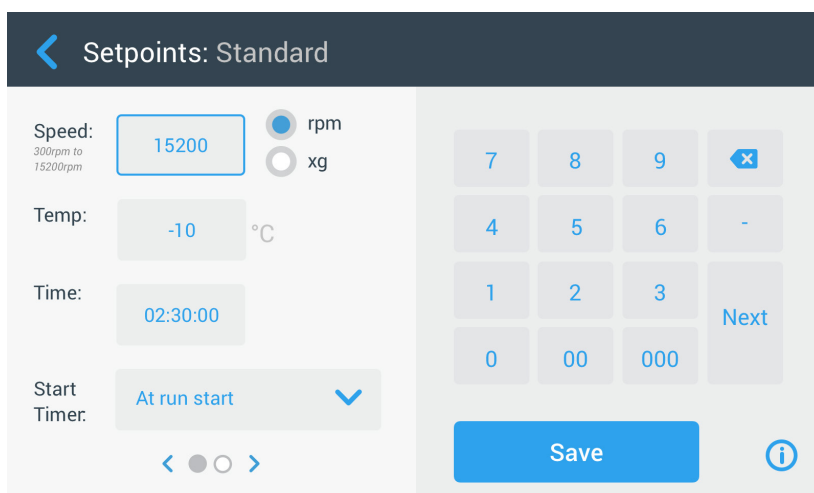 Setpoints: Standard
Speed:
300rpm to
15200rpm
15200
rpm
xg
Temp:
-10
°C
Time:
02:30:00
Start
Timer:
At run start
7 8 9
4 5 6 -
1 2 3
Next
0 00 000
Save